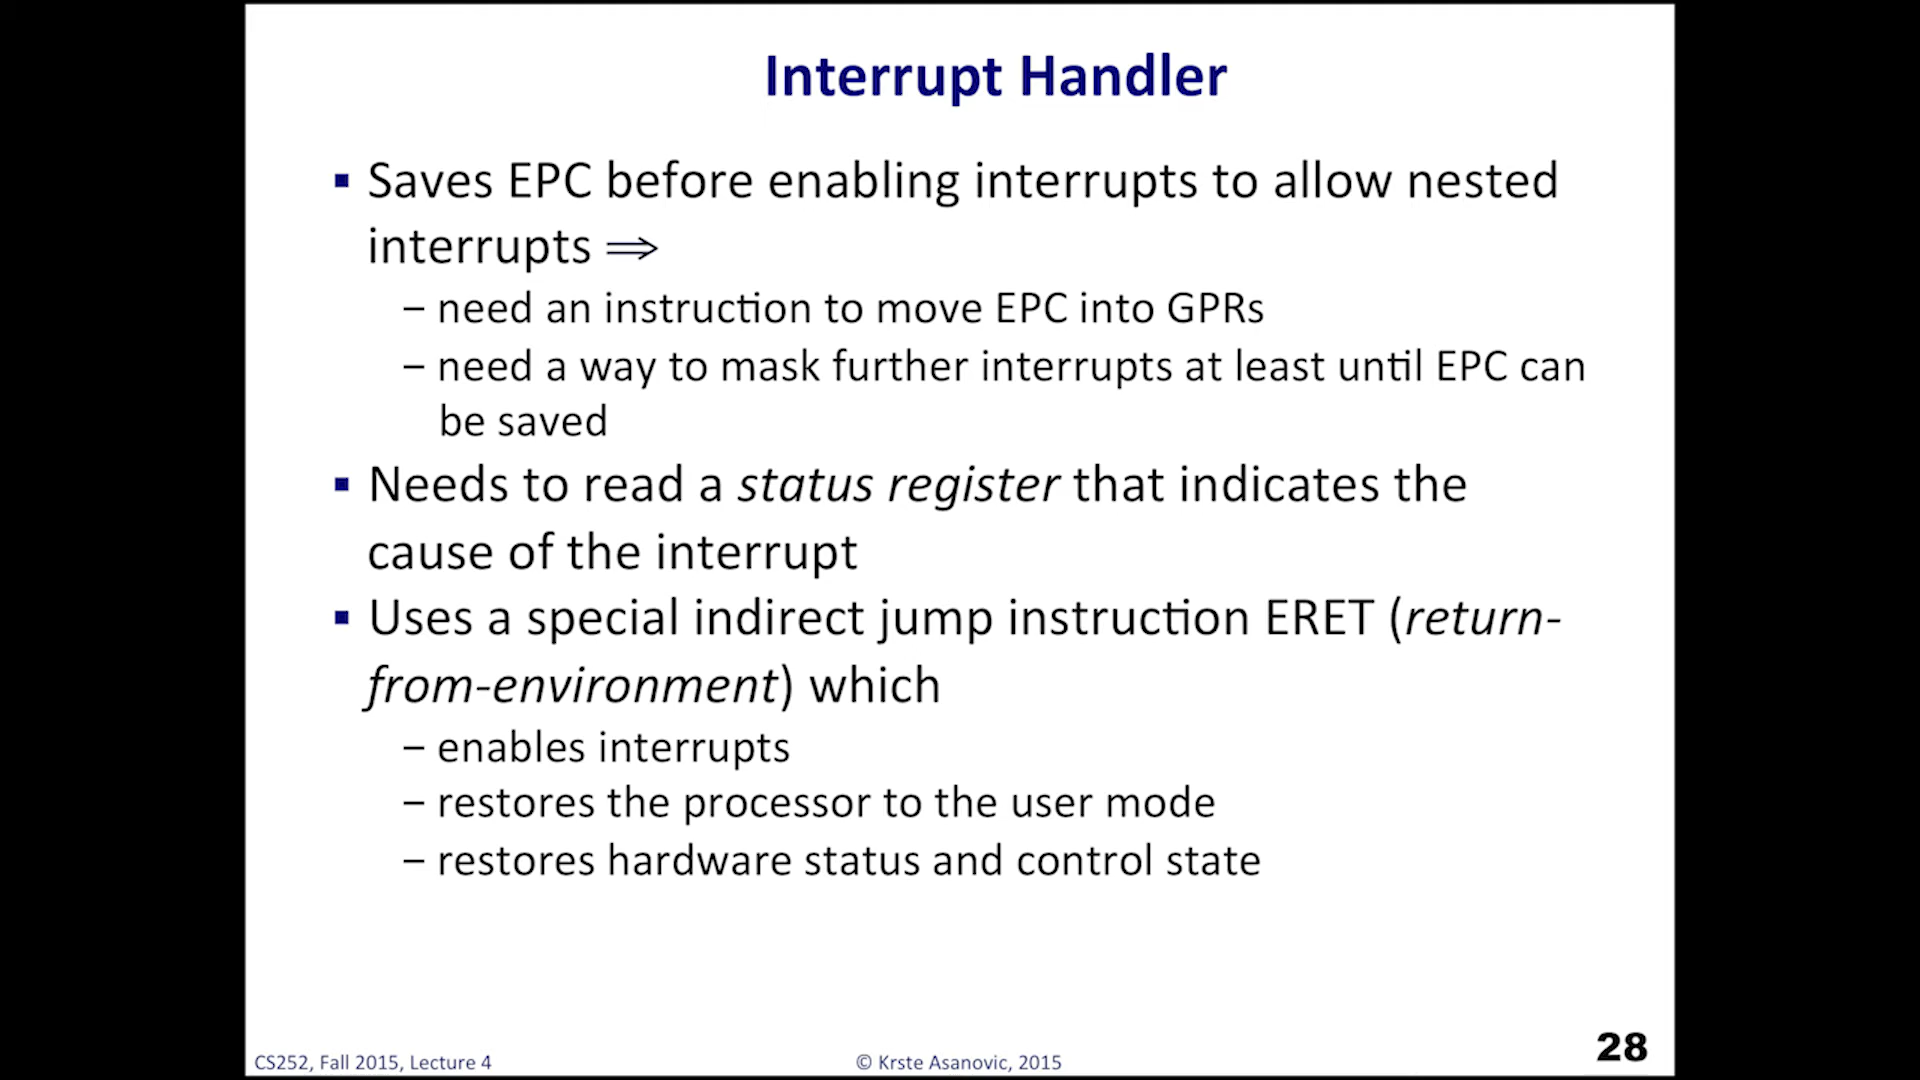 Interrupt Handler
▪ Saves EPC before enabling interrupts to allow nested
interrupts ⇒
– need an instruction to move EPC into GPRs
– need a way to mask further interrupts at least until EPC can
be saved
▪ Needs to read a status register that indicates the
cause of the interrupt
▪ Uses a special indirect jump instruction ERET (return-
from-environment) which
– enables interrupts
– restores the processor to the user mode
– restores hardware status and control state
CS252, Fall 2015, Lecture 4
© Krste Asanovic, 2015
28